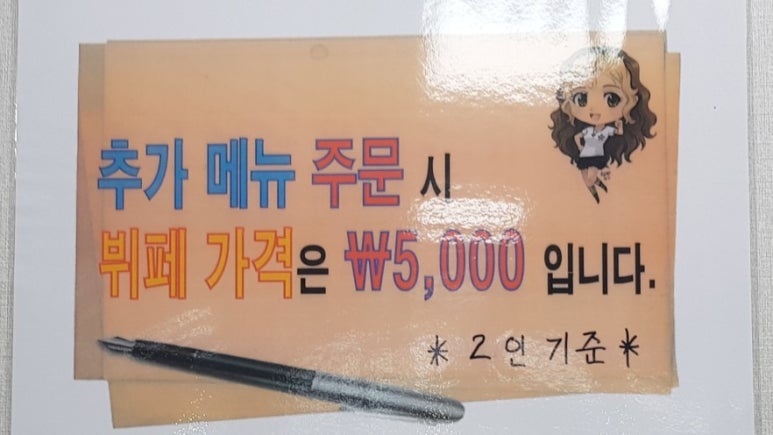 추가 메뉴 주문 시
뷔페 가격은 ₩5,000 입니다.
* 2인 기준 *